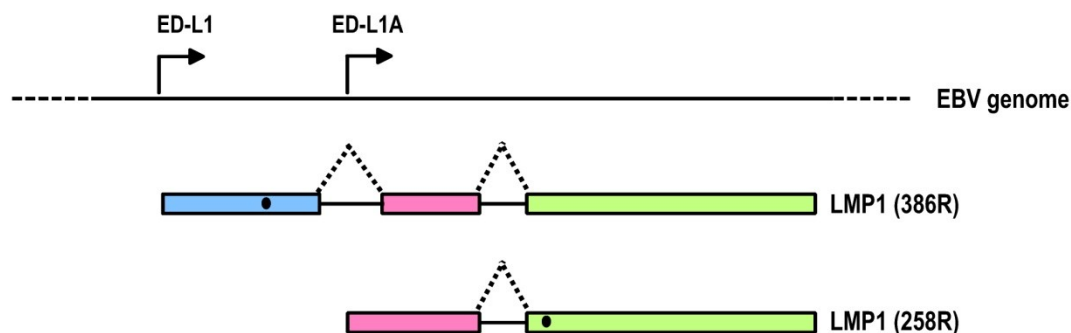 ED-L1
ED-L1A
EBV genome
LMP1 (386R)
LMP1 (258R)